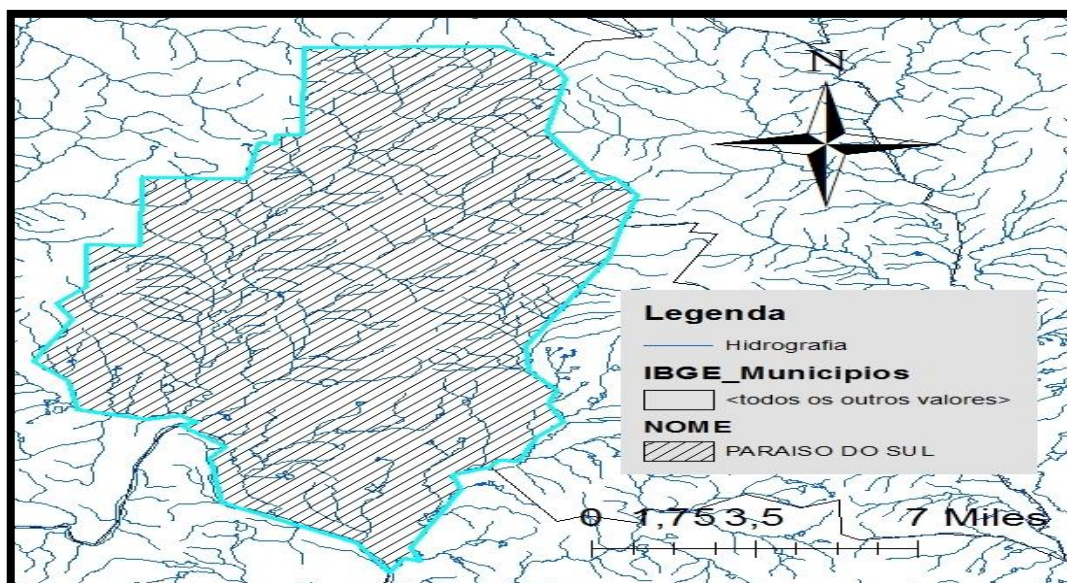 N
Legenda
Hidrografia
IBGE_Municipios
<todos os outros valores>
NOME
PARAISO DO SUL
0 1,75 3,5 7 Miles